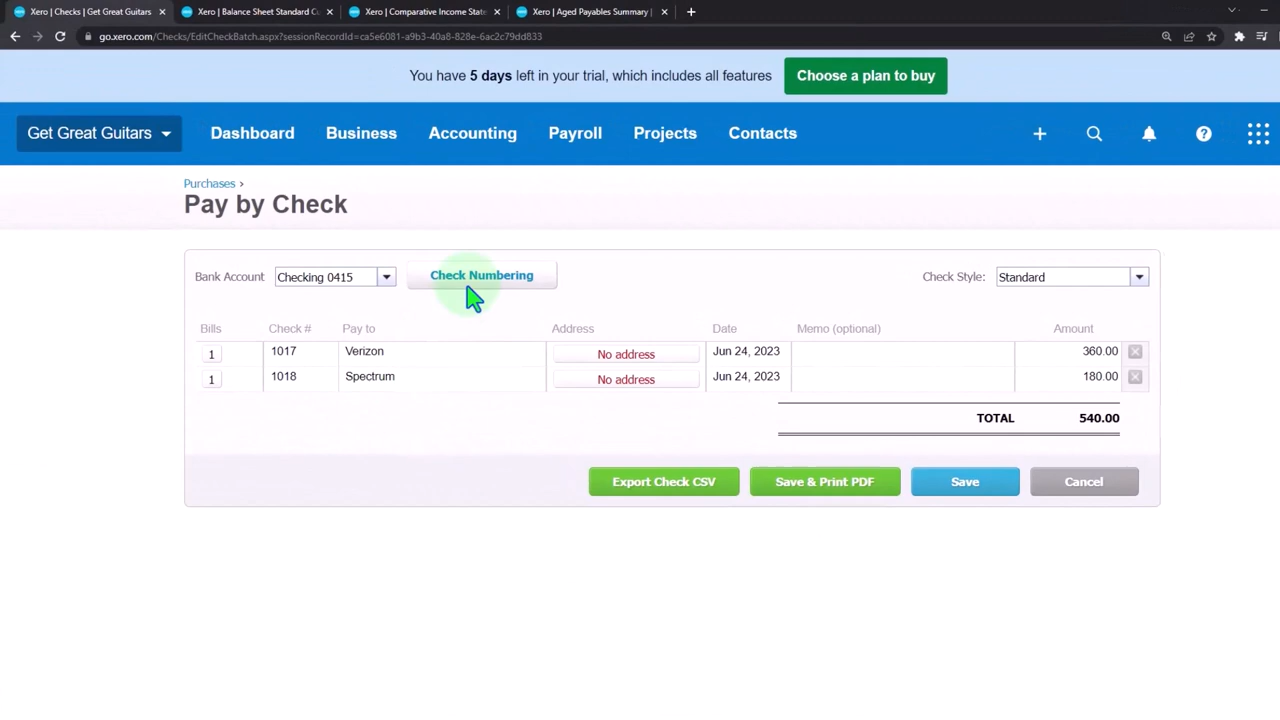 Xero | Checks | Get Great Guitars
Xero | Balance Sheet Standard Cu
Xero | Comparative Income State
Xero | Aged Payables Summary |
go.xero.com/Checks/EditCheckBatch.aspx?sessionRecordId=ca5e6081-a9b3-40a8-828e-6ac2c79dd833
You have 5 days left in your trial, which includes all features
Choose a plan to buy
Get Great Guitars
Dashboard
Business
Accounting
Payroll
Projects
Contacts
Purchases ›
Pay by Check
Bank Account
Checking 0415
Check Numbering
Check Style:
Standard
Bills Check # Pay to Address Date Memo (optional) Amount
1 1017 Verizon No address Jun 24, 2023 360.00
1 1018 Spectrum No address Jun 24, 2023 180.00
TOTAL 540.00
Export Check CSV
Save & Print PDF
Save
Cancel